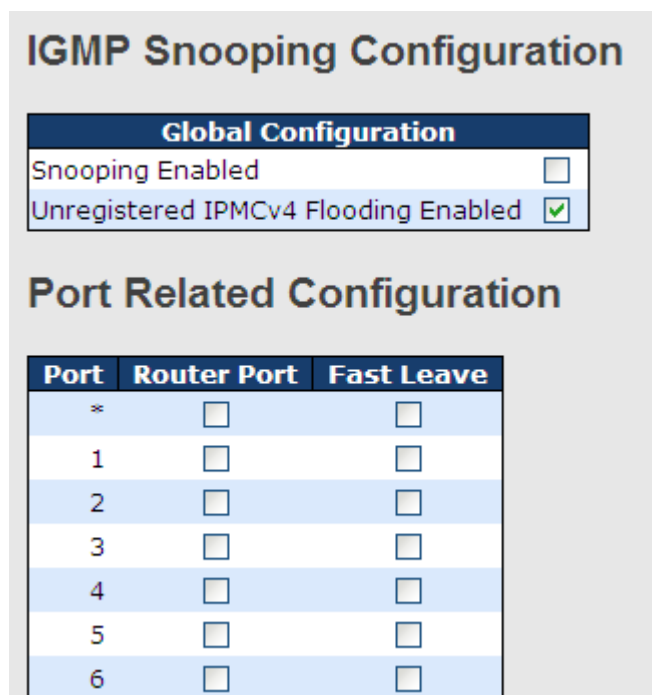 IGMP Snooping Configuration
Global Configuration
Snooping Enabled
Unregistered IPMCv4 Flooding Enabled
Port Related Configuration
Port Router Port Fast Leave
*
1
2
3
4
5
6